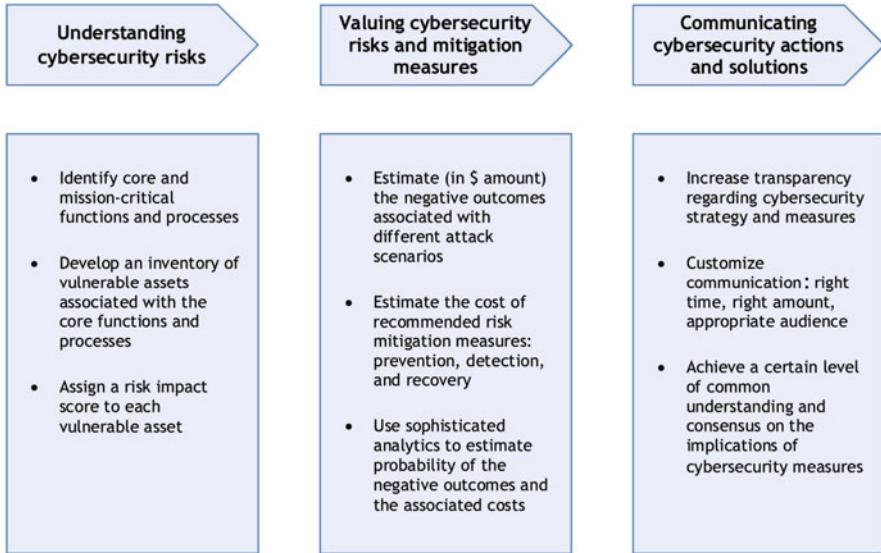 Understanding
cybersecurity risks
Valuing cybersecurity
risks and mitigation
measures
Communicating
cybersecurity actions
and solutions
• Identify core and
mission-critical
functions and processes
• Develop an inventory of
vulnerable assets
associated with the
core functions and
processes
• Assign a risk impact
score to each
vulnerable asset
• Estimate (in $ amount)
the negative outcomes
associated with
different attack
scenarios
• Estimate the cost of
recommended risk
mitigation measures:
prevention, detection,
and recovery
• Use sophisticated
analytics to estimate
probability of the
negative outcomes and
the associated costs
• Increase transparency
regarding cybersecurity
strategy and measures
• Customize
communication: right
time, right amount,
appropriate audience
• Achieve a certain level
of common
understanding and
consensus on the
implications of
cybersecurity measures